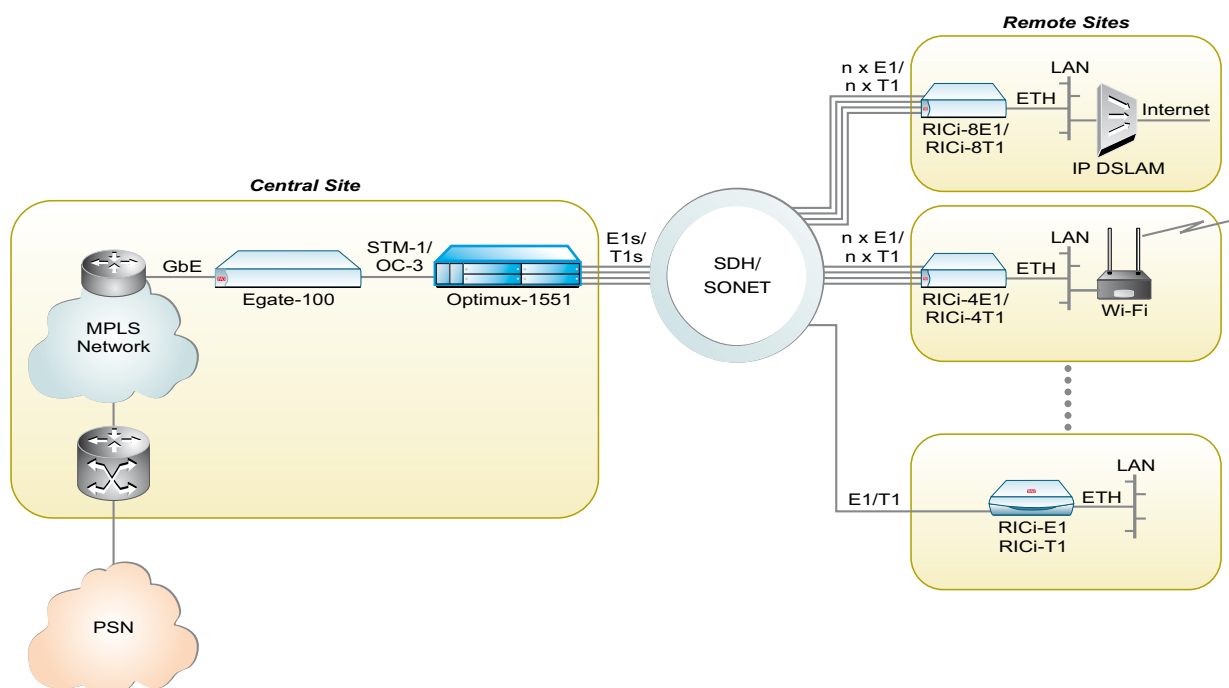 Remote Sites
n x E1/
n x T1
LAN
ETH
Internet
RICi-8E1/
RICi-8T1
IP DSLAM
Central Site
GbE
STM-1/
OC-3
E1s/
T1s
Egate-100
Optimux-1551
MPLS
Network
SDH/
SONET
n x E1/
n x T1
LAN
ETH
RICi-4E1/
RICi-4T1
Wi-Fi
E1/T1
LAN
ETH
RICi-E1
RICi-T1
PSN